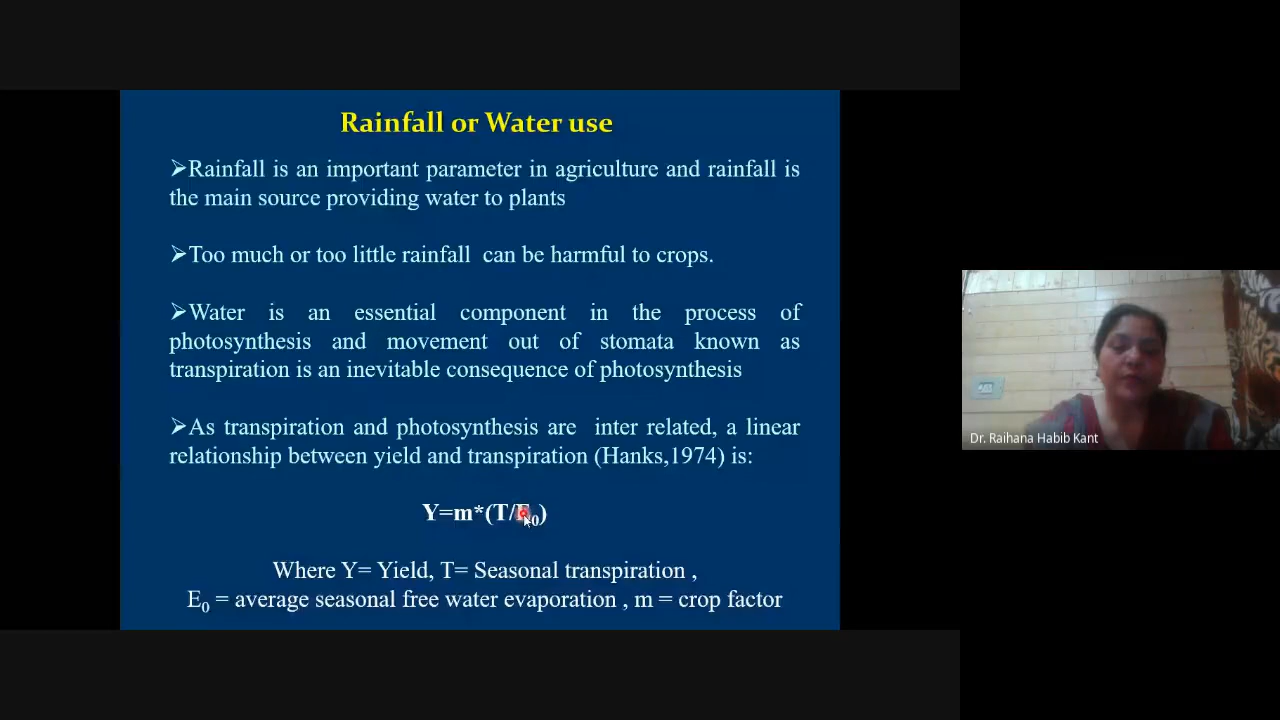 Rainfall or Water use
➢Rainfall is an important parameter in agriculture and rainfall is
the main source providing water to plants
➢Too much or too little rainfall can be harmful to crops.
➢Water is an essential component in the process of
photosynthesis and movement out of stomata known as
transpiration is an inevitable consequence of photosynthesis
➢As transpiration and photosynthesis are inter related, a linear
relationship between yield and transpiration (Hanks,1974) is:
Y=m*(T/E₀)
Where Y= Yield, T= Seasonal transpiration ,
E₀ = average seasonal free water evaporation , m = crop factor
Dr. Raihana Habib Kant